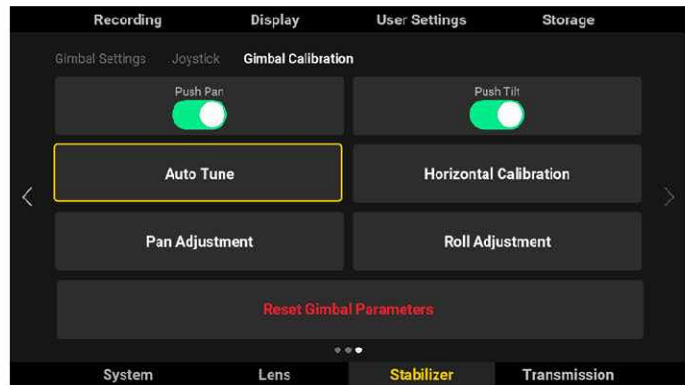 Recording Display User Settings Storage
Gimbal Settings Joystick Gimbal Calibration
Push Pan Push Tilt
Auto Tune Horizontal Calibration
Pan Adjustment Roll Adjustment
Reset Gimbal Parameters
System Lens Stabilizer Transmission